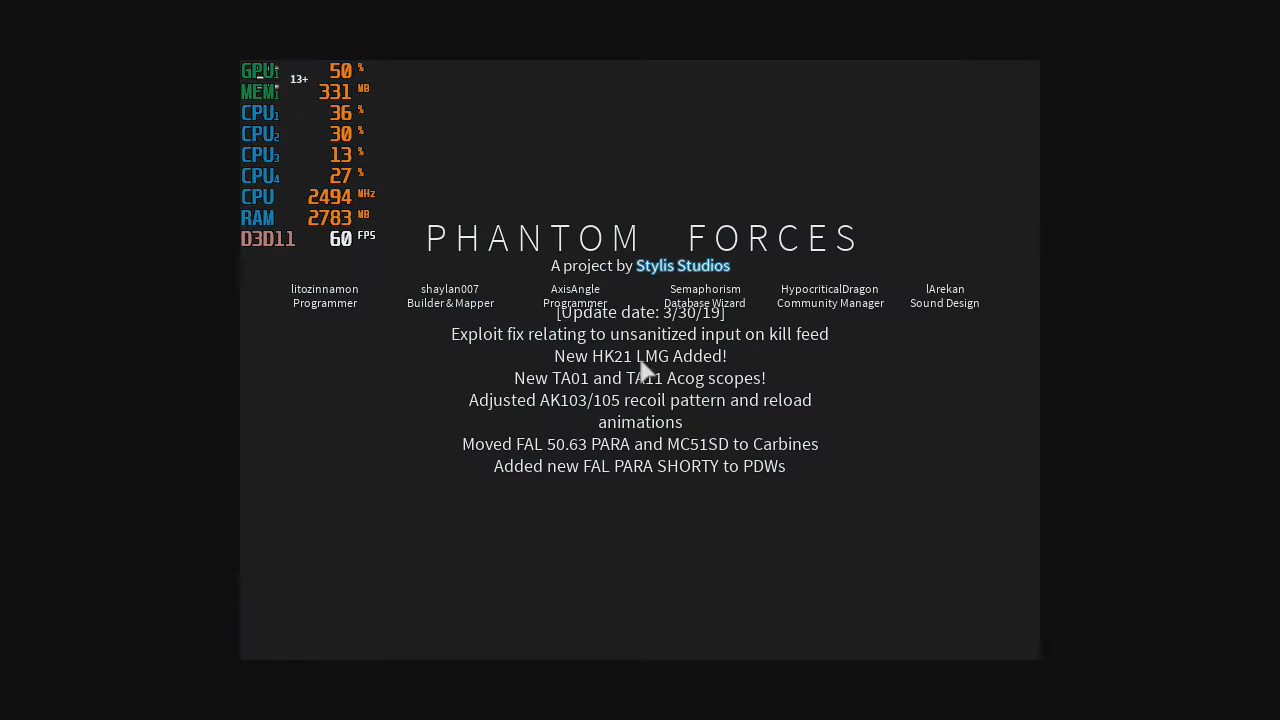 GPU1 50 %
13+
MEM1 331 MB
CPU1 36 %
CPU2 30 %
CPU3 13 %
CPU4 27 %
CPU 2494 MHz
RAM 2783 MB
D3D11 60 FPS
PHANTOM FORCES
A project by Stylis Studios
litozinnamon shaylan007 AxisAngle Semaphorism HypocriticalDragon lArekan
Programmer Builder & Mapper Programmer Database Wizard Community Manager Sound Design
[Update date: 3/30/19]
Exploit fix relating to unsanitized input on kill feed
New HK21 LMG Added!
New TA01 and TA11 Acog scopes!
Adjusted AK103/105 recoil pattern and reload
animations
Moved FAL 50.63 PARA and MC51SD to Carbines
Added new FAL PARA SHORTY to PDWs